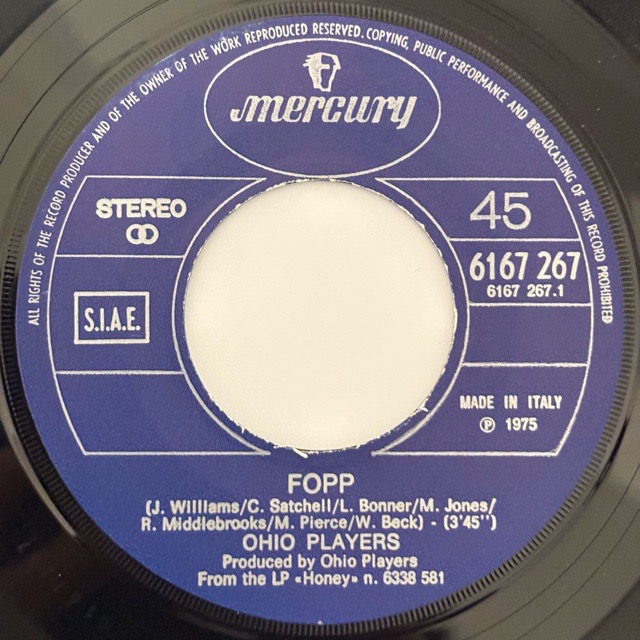 ALL RIGHTS OF THE RECORD PRODUCER AND OF THE OWNER OF THE WORK REPRODUCED RESERVED. COPYING, PUBLIC PERFORMANCE AND BROADCASTING OF THIS RECORD PROHIBITED
mercury
STEREO
45
6167 267
6167 267.1
S.I.A.E.
MADE IN ITALY
℗ 1975
FOPP
(J. Williams/C. Satchell/L. Bonner/M. Jones/
R. Middlebrooks/M. Pierce/W. Beck) - (3'45'')
OHIO PLAYERS
Produced by Ohio Players
From the LP «Honey» n. 6338 581